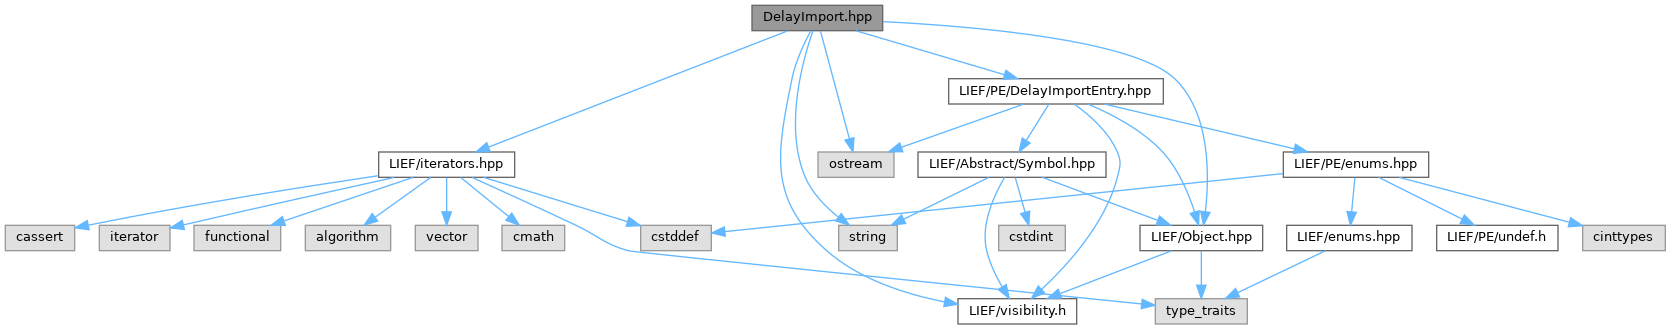 DelayImport.hpp
LIEF/PE/DelayImportEntry.hpp
LIEF/iterators.hpp
ostream
LIEF/Abstract/Symbol.hpp
LIEF/PE/enums.hpp
cassert
iterator
functional
algorithm
vector
cmath
cstddef
string
cstdint
LIEF/Object.hpp
LIEF/enums.hpp
LIEF/PE/undef.h
cinttypes
LIEF/visibility.h
type_traits